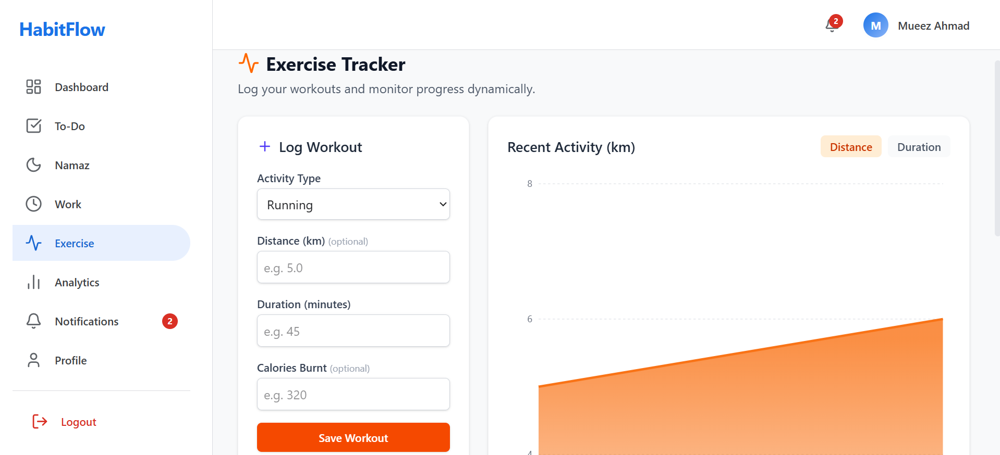 HabitFlow
Dashboard
To-Do
Namaz
Work
Exercise
Analytics
Notifications 2
Profile
Logout
2
M Mueez Ahmad
Exercise Tracker
Log your workouts and monitor progress dynamically.
Log Workout
Activity Type
Running
Distance (km) (optional)
e.g. 5.0
Duration (minutes)
e.g. 45
Calories Burnt (optional)
e.g. 320
Save Workout
Recent Activity (km)
Distance Duration
8
6
4